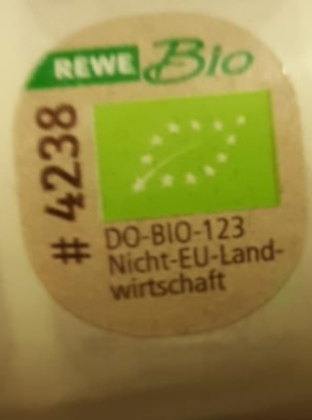 REWE Bio
# 4238
DO-BIO-123
Nicht-EU-Land-
wirtschaft